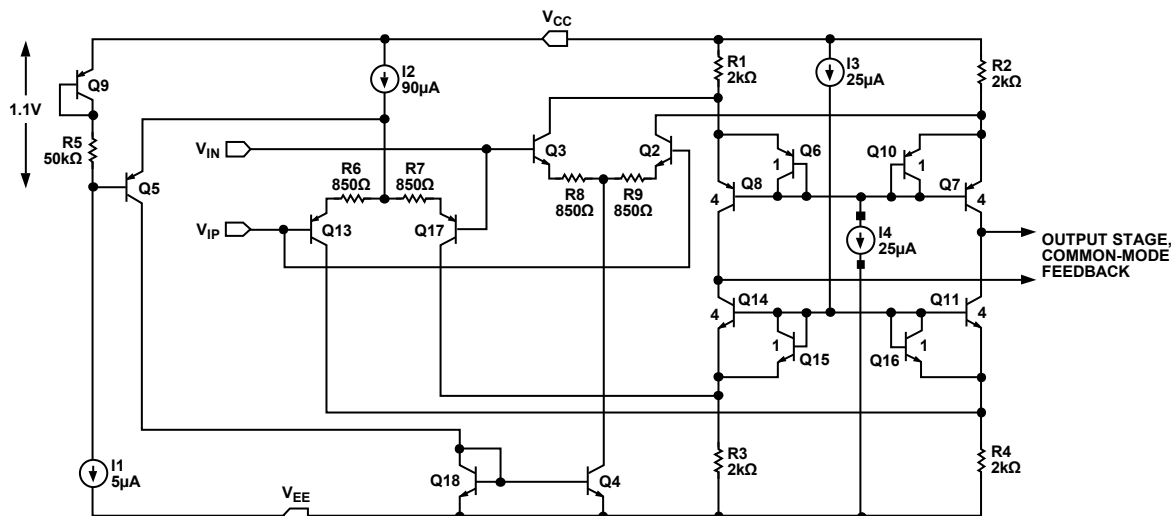 VCC
1.1V
Q9
R5
50kΩ
I2
90µA
R1
2kΩ
I3
25µA
R2
2kΩ
VIN
Q3
Q2
Q6
1
Q10
1
Q5
R6
850Ω
R7
850Ω
R8
850Ω
R9
850Ω
Q8
4
Q7
4
VIP
Q13
Q17
I4
25µA
OUTPUT STAGE,
COMMON-MODE
FEEDBACK
Q14
4
Q11
4
1
Q15
Q16
1
I1
5µA
Q18
Q4
R3
2kΩ
R4
2kΩ
VEE